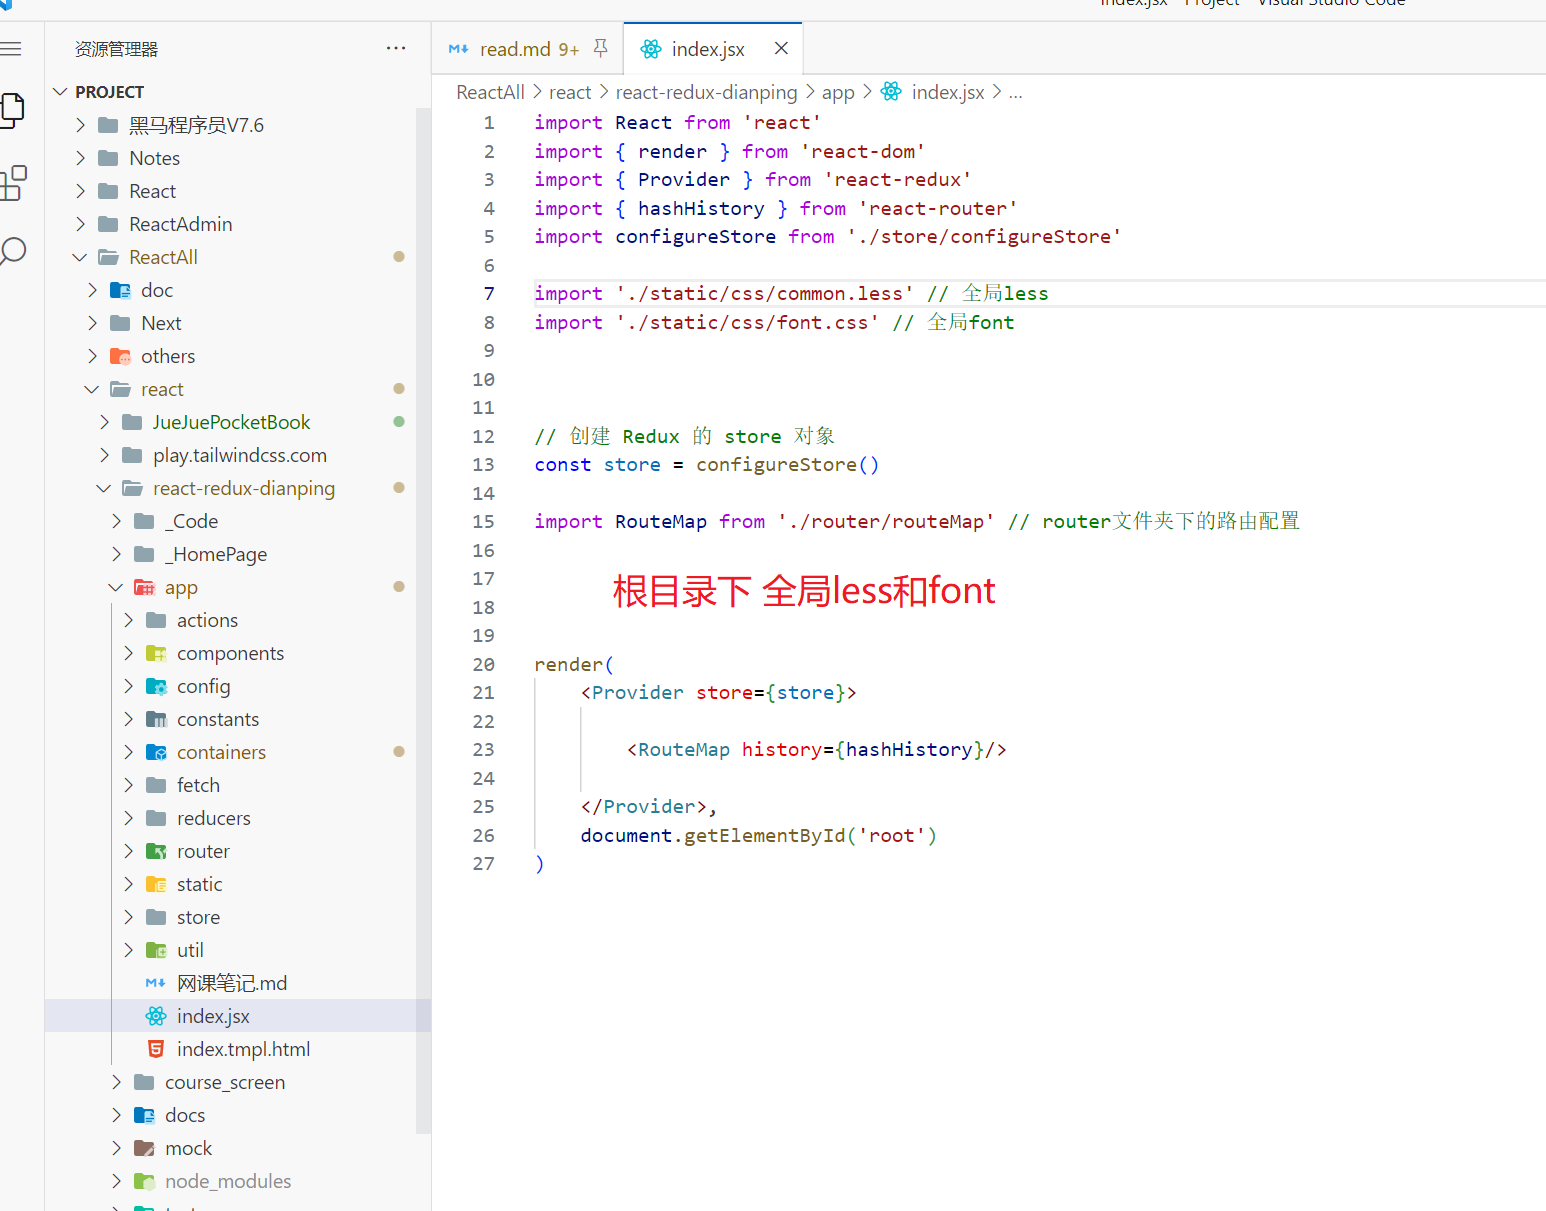 index.jsx - Project - Visual Studio Code
资源管理器
PROJECT
黑马程序员V7.6
Notes
React
ReactAdmin
ReactAll
doc
Next
others
react
JueJuePocketBook
play.tailwindcss.com
react-redux-dianping
_Code
_HomePage
app
actions
components
config
constants
containers
fetch
reducers
router
static
store
util
网课笔记.md
index.jsx
index.tmpl.html
course_screen
docs
mock
node_modules
read.md 9+
index.jsx
ReactAll > react > react-redux-dianping > app > index.jsx > ...
1 import React from 'react'
2 import { render } from 'react-dom'
3 import { Provider } from 'react-redux'
4 import { hashHistory } from 'react-router'
5 import configureStore from './store/configureStore'
6
7 import './static/css/common.less' // 全局less
8 import './static/css/font.css' // 全局font
9
10
11
12 // 创建 Redux 的 store 对象
13 const store = configureStore()
14
15 import RouteMap from './router/routeMap' // router文件夹下的路由配置
16
17
根目录下 全局less和font
18
19
20 render(
21 <Provider store={store}>
22
23 <RouteMap history={hashHistory}/>
24
25 </Provider>,
26 document.getElementById('root')
27 )